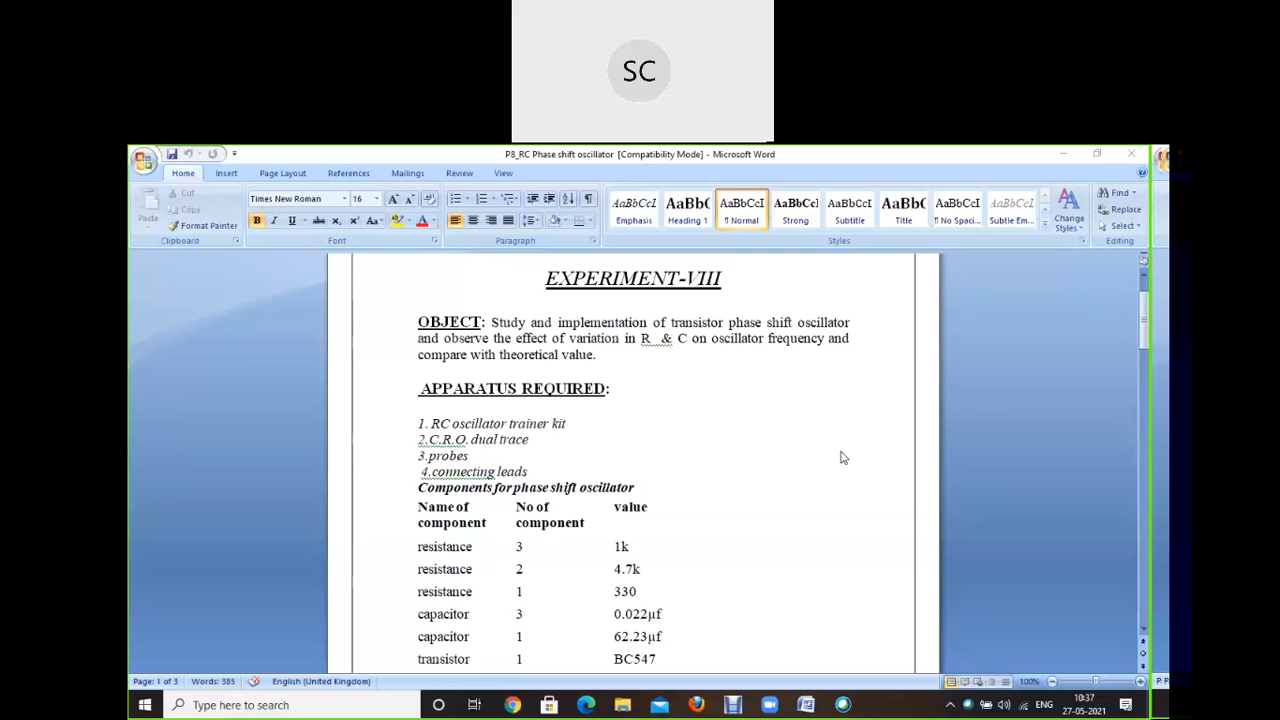 SC
P8_RC Phase shift oscillator [Compatibility Mode] - Microsoft Word
Home Insert Page Layout References Mailings Review View
Paste
Cut
Copy
Format Painter
Clipboard
Times New Roman 16
Font
Paragraph
AaBbCcI AaBb( AaBbCcI AaBbCc AaBbCcI AaBb( AaBbCcI AaBbCcI
Emphasis Heading 1 ¶ Normal Strong Subtitle Title ¶ No Spaci... Subtle Em...
Styles
Change Styles
Find
Replace
Select
Editing
EXPERIMENT-VIII
OBJECT: Study and implementation of transistor phase shift oscillator
and observe the effect of variation in R & C on oscillator frequency and
compare with theoretical value.
APPARATUS REQUIRED:
1. RC oscillator trainer kit
2.C.R.O. dual trace
3.probes
4.connecting leads
Components for phase shift oscillator
Name of No of value
component component
resistance 3 1k
resistance 2 4.7k
resistance 1 330
capacitor 3 0.022µf
capacitor 1 62.23µf
transistor 1 BC547
Page: 1 of 3 Words: 385 English (United Kingdom) 100%
Type here to search
ENG
10:37
27-05-2021